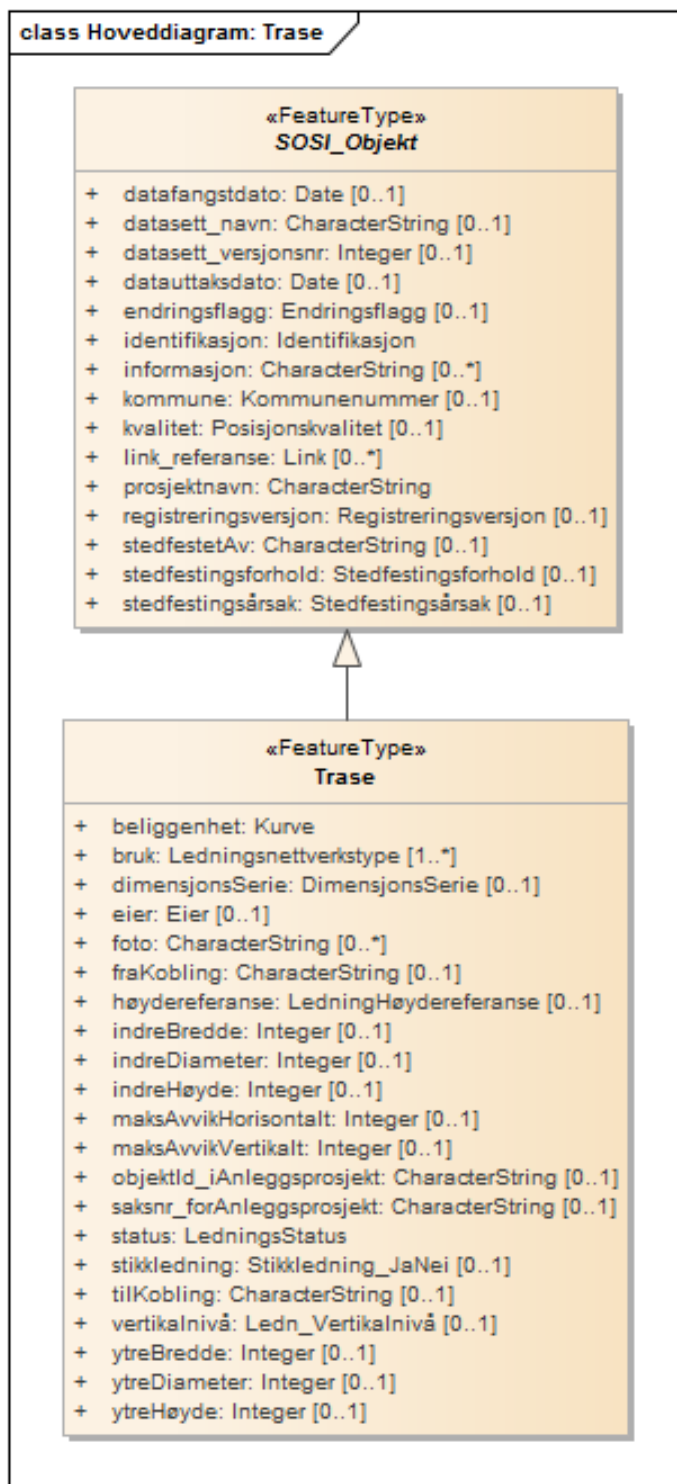 class Hoveddiagram: Trase
«FeatureType»
SOSI_Objekt
+ datafangstdato: Date [0..1]
+ datasett_navn: CharacterString [0..1]
+ datasett_versjonsnr: Integer [0..1]
+ datauttaksdato: Date [0..1]
+ endringsflagg: Endringsflagg [0..1]
+ identifikasjon: Identifikasjon
+ informasjon: CharacterString [0..*]
+ kommune: Kommunenummer [0..1]
+ kvalitet: Posisjonskvalitet [0..1]
+ link_referanse: Link [0..*]
+ prosjektnavn: CharacterString
+ registreringsversjon: Registreringsversjon [0..1]
+ stedfestetAv: CharacterString [0..1]
+ stedfestingsforhold: Stedfestingsforhold [0..1]
+ stedfestingsårsak: Stedfestingsårsak [0..1]
«FeatureType»
Trase
+ beliggenhet: Kurve
+ bruk: Ledningsnettverkstype [1..*]
+ dimensjonsSerie: DimensjonsSerie [0..1]
+ eier: Eier [0..1]
+ foto: CharacterString [0..*]
+ fraKobling: CharacterString [0..1]
+ høydereferanse: LedningHøydereferanse [0..1]
+ indreBredde: Integer [0..1]
+ indreDiameter: Integer [0..1]
+ indreHøyde: Integer [0..1]
+ maksAvvikHorisontalt: Integer [0..1]
+ maksAvvikVertikalt: Integer [0..1]
+ objektId_iAnleggsprosjekt: CharacterString [0..1]
+ saksnr_forAnleggsprosjekt: CharacterString [0..1]
+ status: LedningsStatus
+ stikkledning: Stikkledning_JaNei [0..1]
+ tilKobling: CharacterString [0..1]
+ vertikalnivå: Ledn_Vertikalnivå [0..1]
+ ytreBredde: Integer [0..1]
+ ytreDiameter: Integer [0..1]
+ ytreHøyde: Integer [0..1]